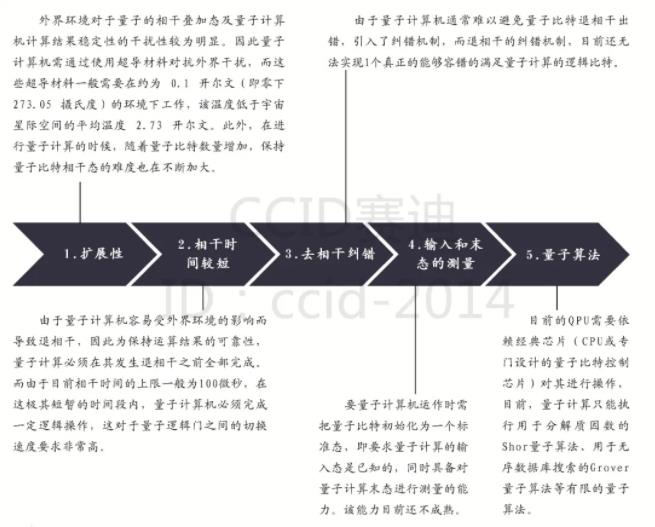 外界环境对于量子的相干叠加态及量子计算
机计算结果稳定性的干扰性较为明显。因此量子
计算机需通过使用超导材料对抗外界干扰，而这
些超导材料一般需要在约为 0.1 开尔文（即零下
273.05 摄氏度）的环境下工作，该温度低于宇宙
星际空间的平均温度 2.73 开尔文。此外，在进
行量子计算的时候，随着量子比特数量增加，保持
量子比特相干态的难度也在不断加大。
由于量子计算机通常难以避免量子比特退相干出
错，引入了纠错机制，而退相干的纠错机制，目前还无
法实现1个真正的能够容错的满足量子计算的逻辑比特。
CCID赛迪
1.扩展性
2.相干时
间较短
3.去相干纠错
4.输入和末
态的测量
5.量子算法
ID：ccid-2014
由于量子计算机容易受外界环境的影响而
导致退相干，因此为保持运算结果的可靠性，
量子计算必须在其发生退相干之前全部完成。
而由于目前相干时间的上限一般为100微秒，在
这极其短暂的时间段内，量子计算机必须完成
一定逻辑操作，这对于量子逻辑门之间的切换
速度要求非常高。
要量子计算机运作时需
把量子比特初始化为一个标
准态，即要求量子计算的输
入态是已知的，同时具备对
量子计算末态进行测量的能
力。该能力目前还不成熟。
目前的QPU需要依
赖经典芯片（CPU或专
门设计的量子比特控制
芯片）对其进行操作，
目前，量子计算只能执
行用于分解质因数的
Shor量子算法、用于无
序数据库搜索的Grover
量子算法等有限的量子
算法。